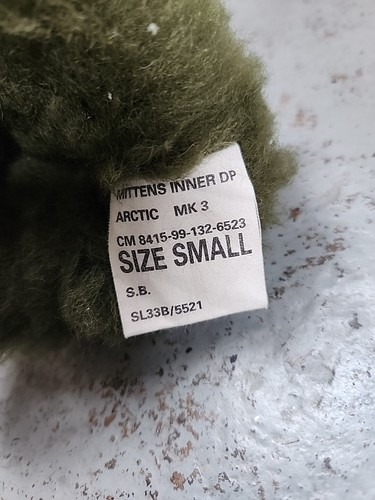 MITTENS INNER DP
ARCTIC MK 3
CM 8415-99-132-6523
SIZE SMALL
S.B.
SL33B/5521